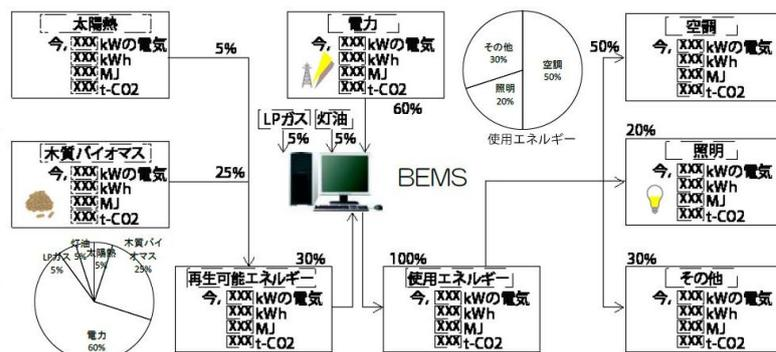 太陽熱
今, XXX kWの電気
XXX kWh
XXX MJ
XXX t-CO2
5%
電力
今, XXX kWの電気
XXX kWh
XXX MJ
XXX t-CO2
60%
その他
30%
空調
50%
照明
20%
使用エネルギー
50%
空調
今, XXX kWの電気
XXX kWh
XXX MJ
XXX t-CO2
LPガス
5%
灯油
5%
木質バイオマス
今, XXX kWの電気
XXX kWh
XXX MJ
XXX t-CO2
25%
BEMS
20%
照明
今, XXX kWの電気
XXX kWh
XXX MJ
XXX t-CO2
LPガス
5%
灯油
5%
太陽熱
5%
木質バイ
オマス
25%
電力
60%
30%
再生可能エネルギー
今, XXX kWの電気
XXX kWh
XXX MJ
XXX t-CO2
100%
使用エネルギー
今, XXX kWの電気
XXX kWh
XXX MJ
XXX t-CO2
30%
その他
今, XXX kWの電気
XXX kWh
XXX MJ
XXX t-CO2